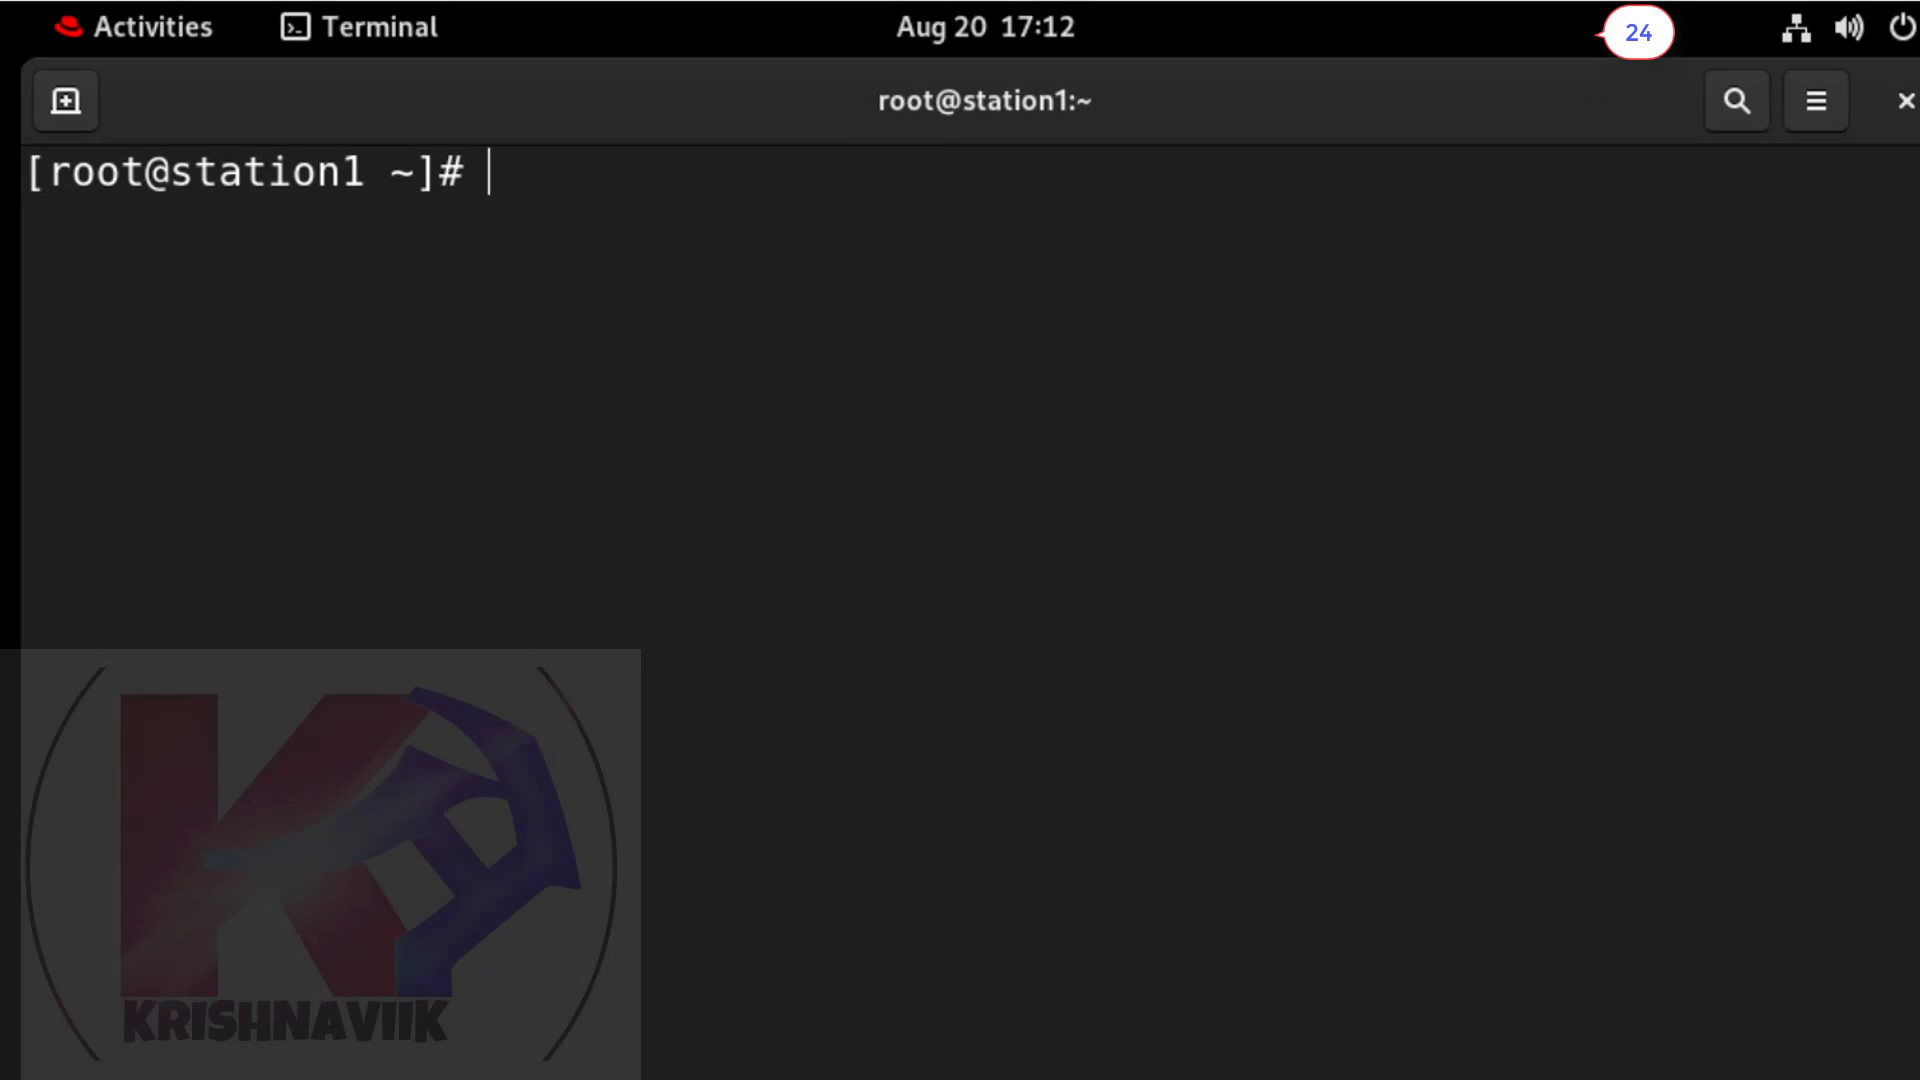 Activities Terminal Aug 20 17:12 24
root@station1:~
[root@station1 ~]#
KRISHNAVIIK